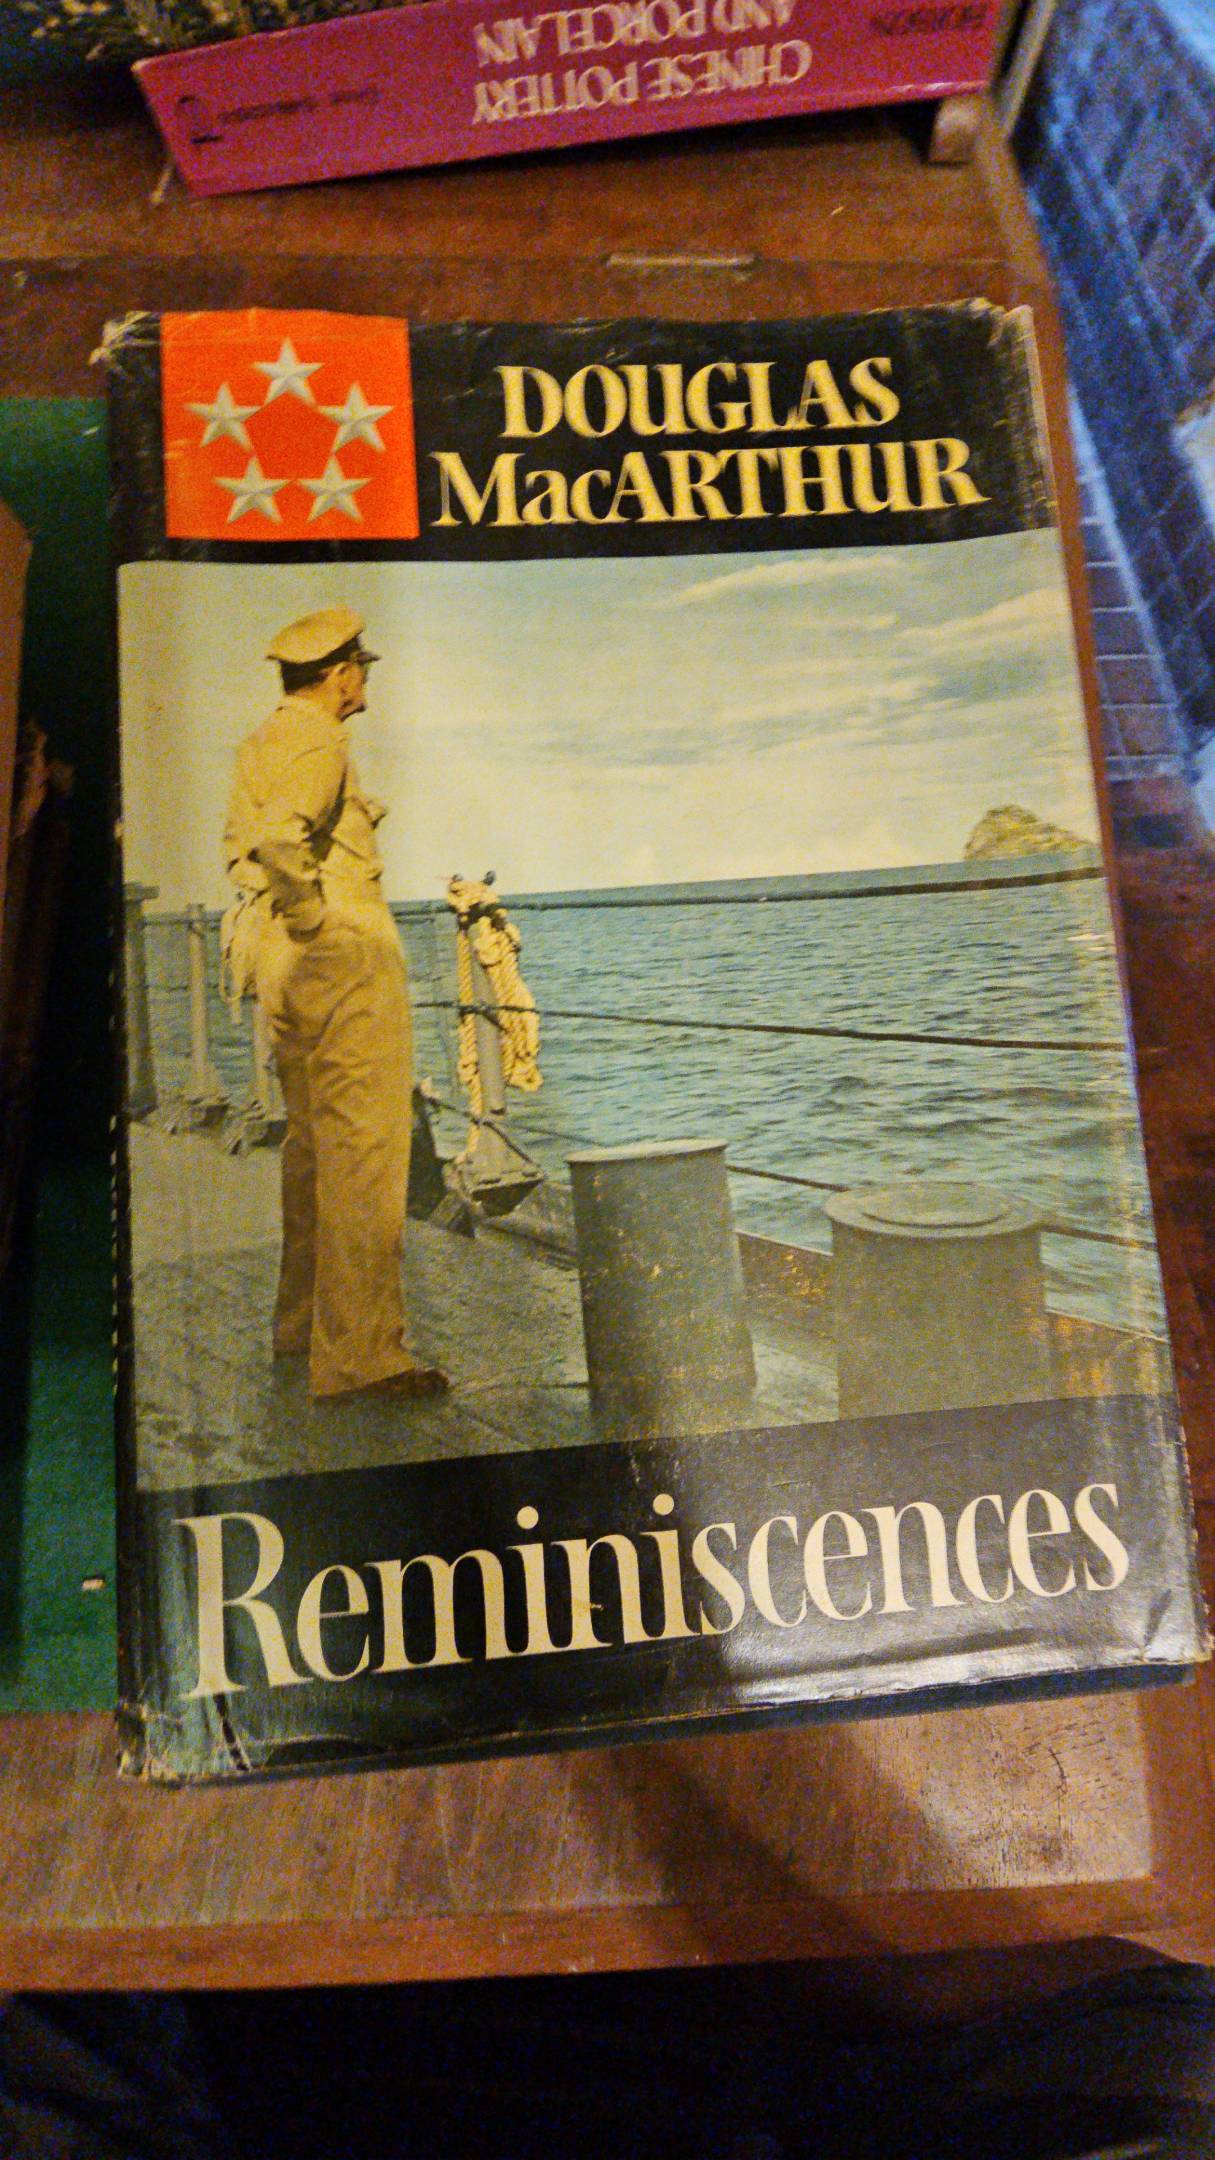 CHINESE POTTERY
AND PORCELAIN
DOUGLAS
MacARTHUR
Reminiscences